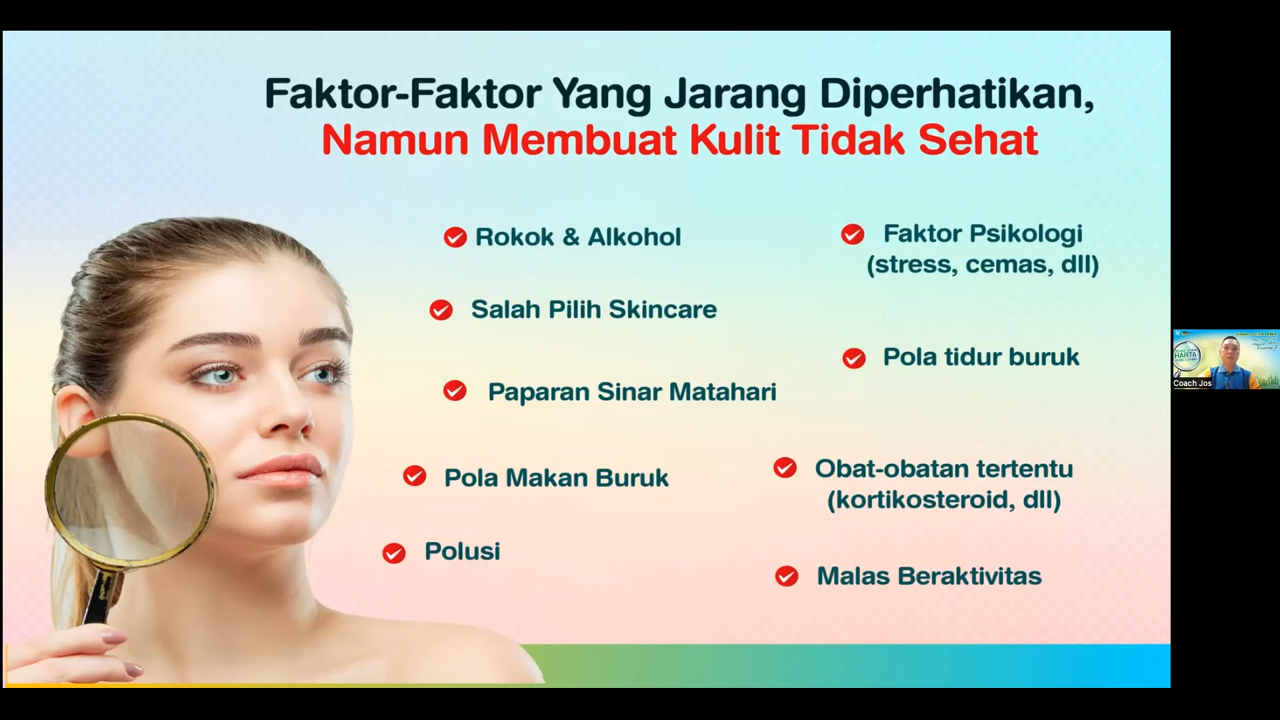 Faktor-Faktor Yang Jarang Diperhatikan,
Namun Membuat Kulit Tidak Sehat
Rokok & Alkohol
Salah Pilih Skincare
Paparan Sinar Matahari
Pola Makan Buruk
Polusi
Faktor Psikologi
(stress, cemas, dll)
Pola tidur buruk
Obat-obatan tertentu
(kortikosteroid, dll)
Malas Beraktivitas
HARTA
Coach Jos